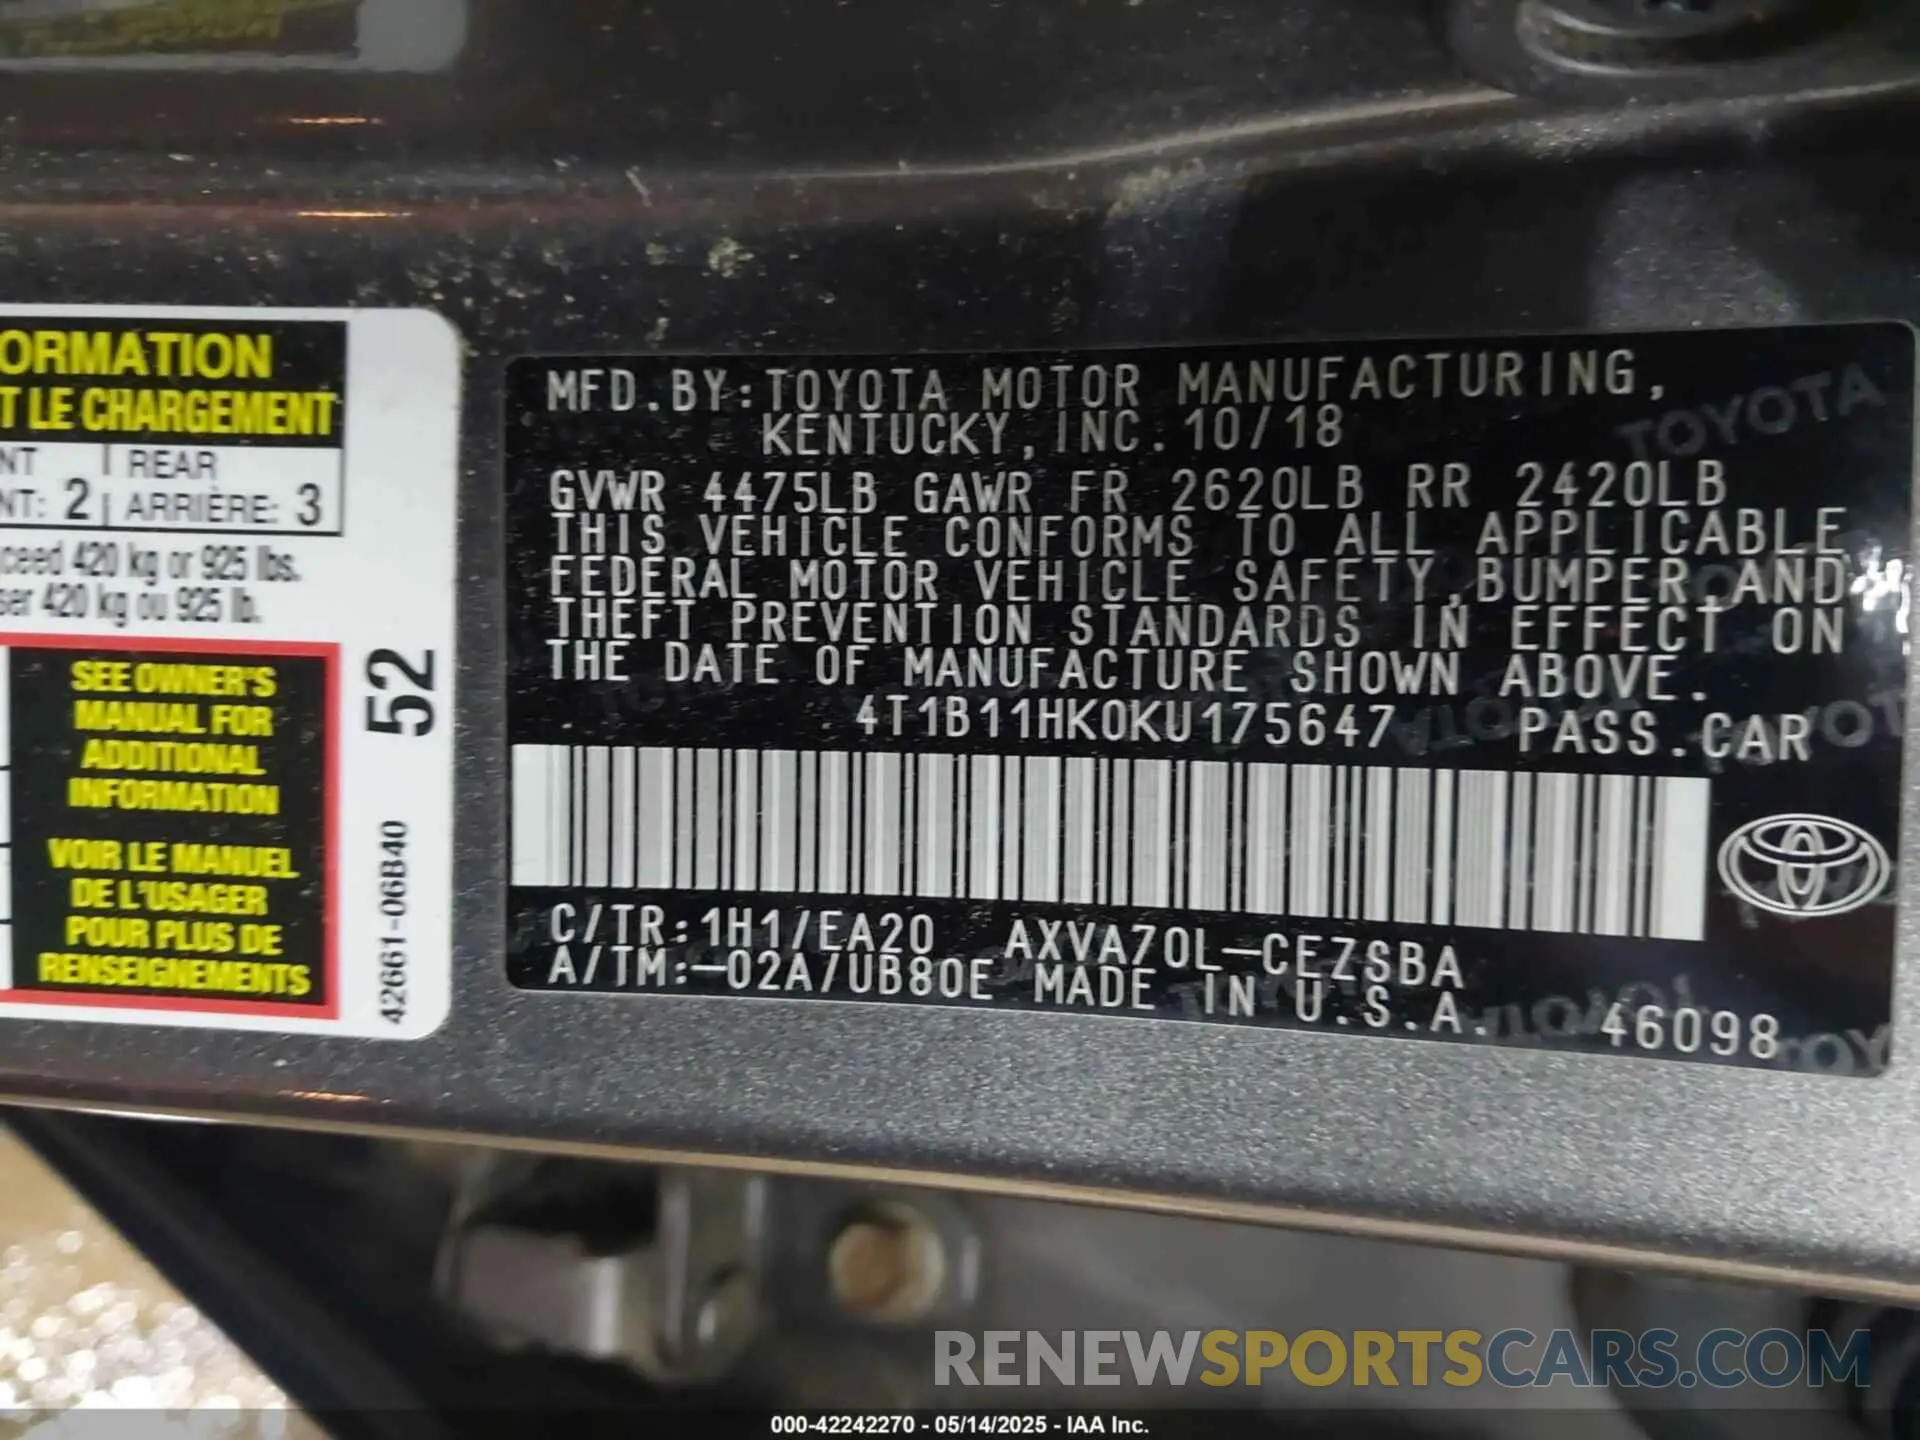 ORMATION
T LE CHARGEMENT
NT | REAR
NT: 2 | ARRIÈRE: 3
ceed 420 kg or 925 lbs.
ser 420 kg ou 925 lb.
SEE OWNER'S
MANUAL FOR
ADDITIONAL
INFORMATION
VOIR LE MANUEL
DE L'USAGER
POUR PLUS DE
RENSEIGNEMENTS
52
42661-06B40
MFD.BY:TOYOTA MOTOR MANUFACTURING,
KENTUCKY,INC.10/18
GVWR 4475LB GAWR FR 2620LB RR 2420LB
THIS VEHICLE CONFORMS TO ALL APPLICABLE
FEDERAL MOTOR VEHICLE SAFETY,BUMPER,AND
THEFT PREVENTION STANDARDS IN EFFECT ON
THE DATE OF MANUFACTURE SHOWN ABOVE.
4T1B11HK0KU175647 PASS.CAR
C/TR:1H1/EA20 AXVA70L-CEZSBA
A/TM:-02A/UB80E MADE IN U.S.A. 46098
TOYOTA
RENEWSPORTSCARS.COM
000-42242270 - 05/14/2025 - IAA Inc.